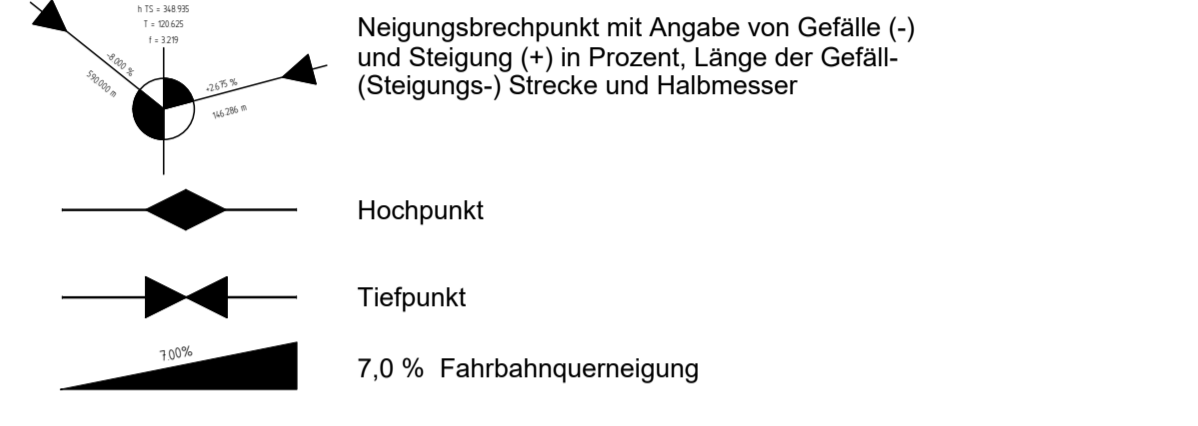 h TS = 348.935
T = 120.625
f = 3.219
-8.000 %
590.000 m
+2.675 %
146.286 m
Neigungsbrechpunkt mit Angabe von Gefälle (-)
und Steigung (+) in Prozent, Länge der Gefäll-
(Steigungs-) Strecke und Halbmesser
Hochpunkt
Tiefpunkt
7.00%
7,0 % Fahrbahnquerneigung